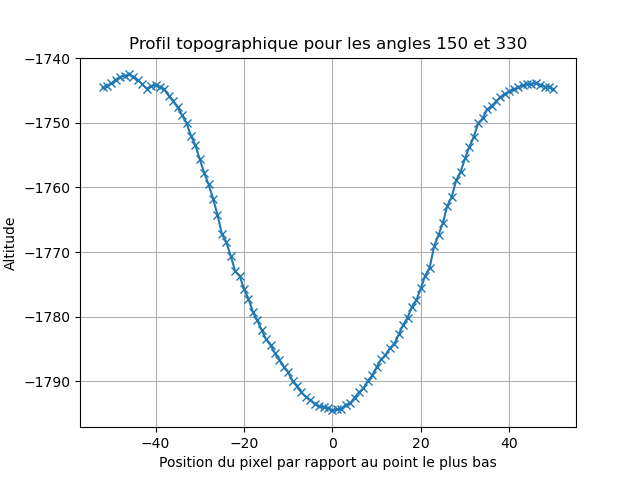 Profil topographique pour les angles 150 et 330
−1740
−1750
−1760
−1770
−1780
−1790
Altitude
−40 −20 0 20 40
Position du pixel par rapport au point le plus bas